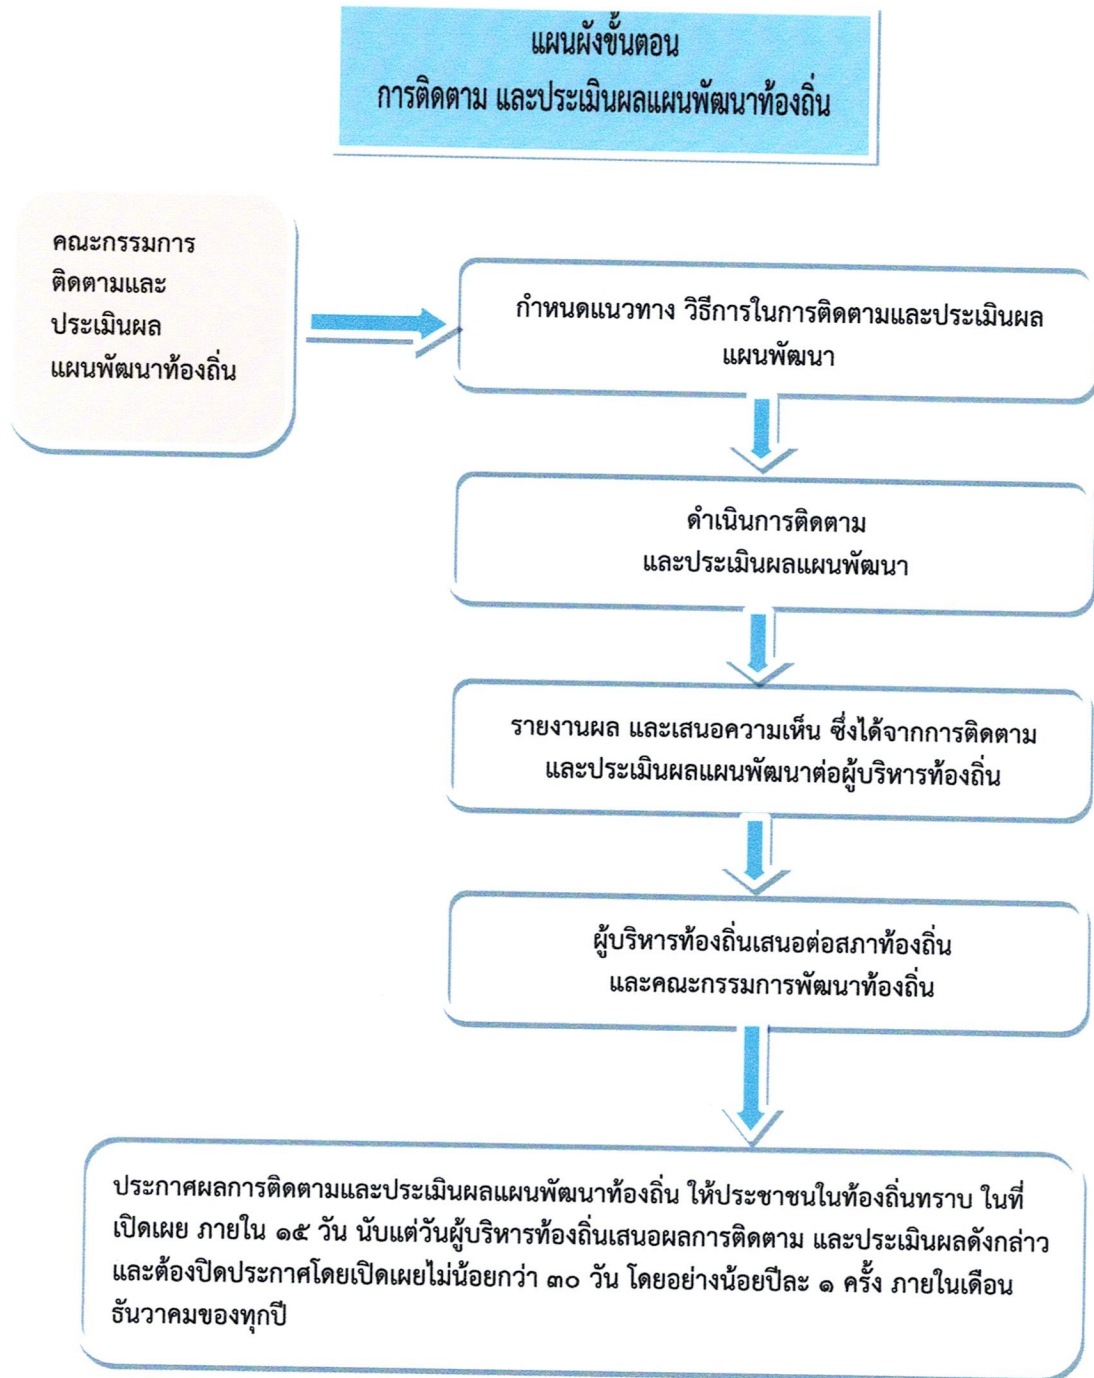 แผนผังขั้นตอน
การติดตาม และประเมินผลแผนพัฒนาท้องถิ่น
คณะกรรมการ
ติดตามและ
ประเมินผล
แผนพัฒนาท้องถิ่น
กำหนดแนวทาง วิธีการในการติดตามและประเมินผล
แผนพัฒนา
ดำเนินการติดตาม
และประเมินผลแผนพัฒนา
รายงานผล และเสนอความเห็น ซึ่งได้จากการติดตาม
และประเมินผลแผนพัฒนาต่อผู้บริหารท้องถิ่น
ผู้บริหารท้องถิ่นเสนอต่อสภาท้องถิ่น
และคณะกรรมการพัฒนาท้องถิ่น
ประกาศผลการติดตามและประเมินผลแผนพัฒนาท้องถิ่น ให้ประชาชนในท้องถิ่นทราบ ในที่
เปิดเผย ภายใน ๑๕ วัน นับแต่วันผู้บริหารท้องถิ่นเสนอผลการติดตาม และประเมินผลดังกล่าว
และต้องปิดประกาศโดยเปิดเผยไม่น้อยกว่า ๓๐ วัน โดยอย่างน้อยปีละ ๑ ครั้ง ภายในเดือน
ธันวาคมของทุกปี